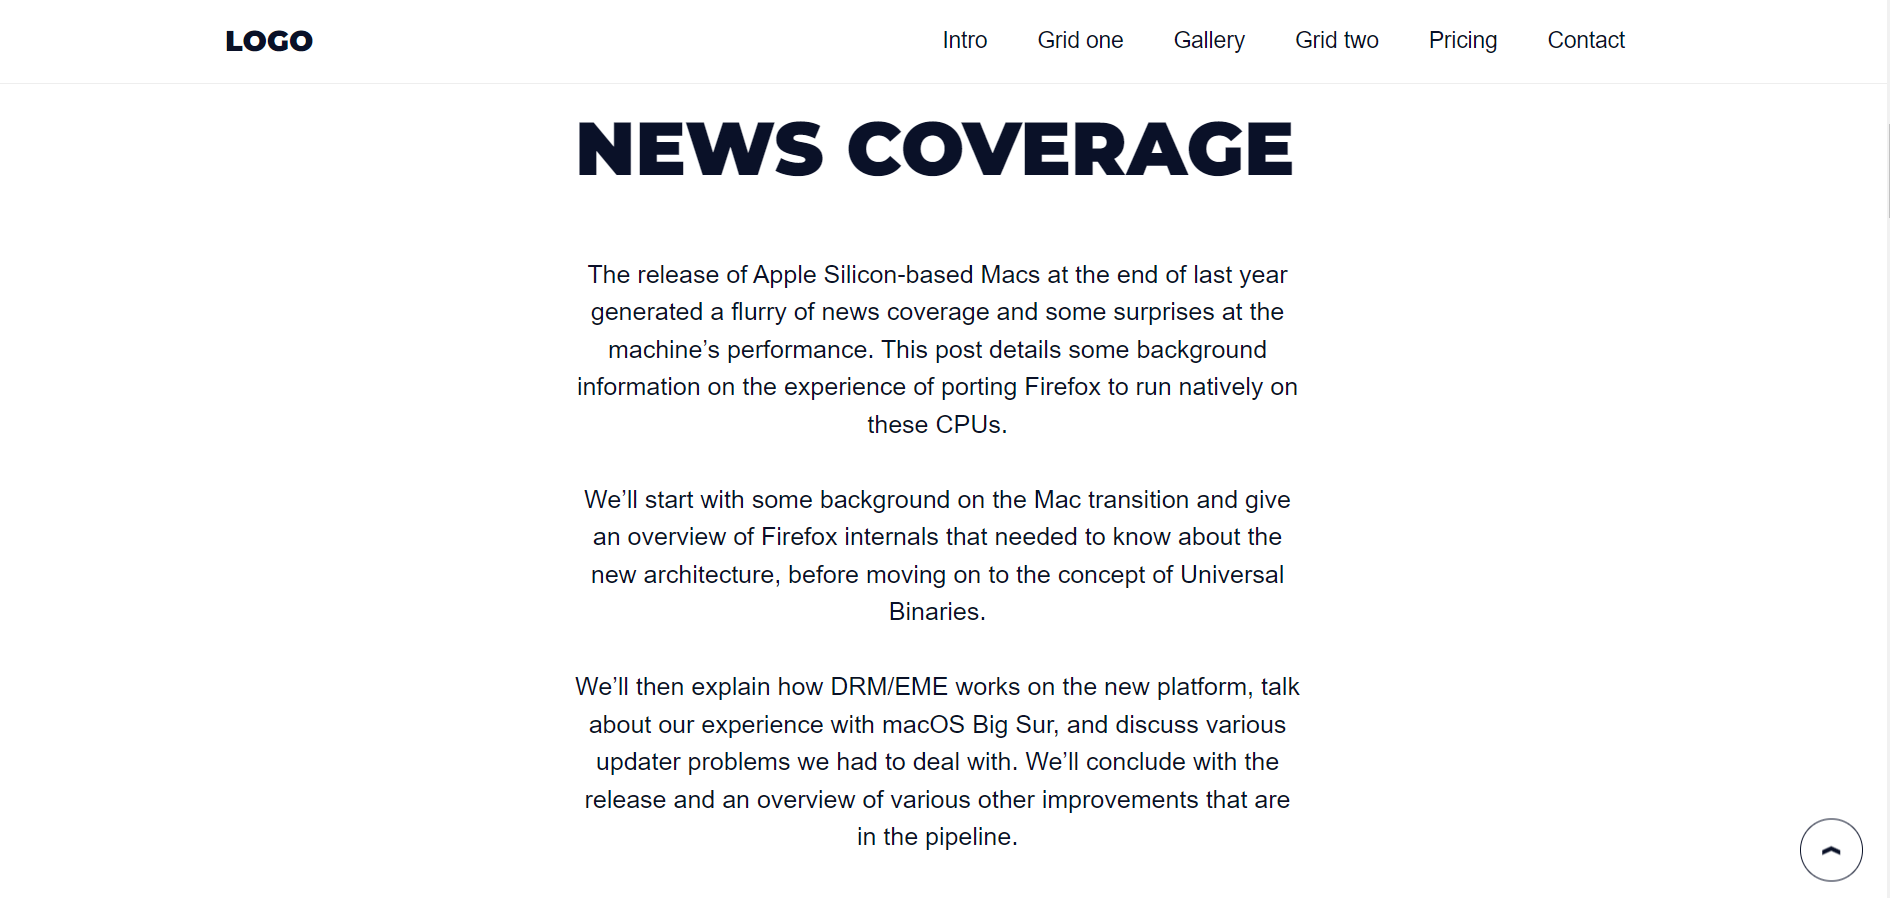 LOGO
Intro Grid one Gallery Grid two Pricing Contact
NEWS COVERAGE
The release of Apple Silicon-based Macs at the end of last year
generated a flurry of news coverage and some surprises at the
machine’s performance. This post details some background
information on the experience of porting Firefox to run natively on
these CPUs.
We’ll start with some background on the Mac transition and give
an overview of Firefox internals that needed to know about the
new architecture, before moving on to the concept of Universal
Binaries.
We’ll then explain how DRM/EME works on the new platform, talk
about our experience with macOS Big Sur, and discuss various
updater problems we had to deal with. We’ll conclude with the
release and an overview of various other improvements that are
in the pipeline.